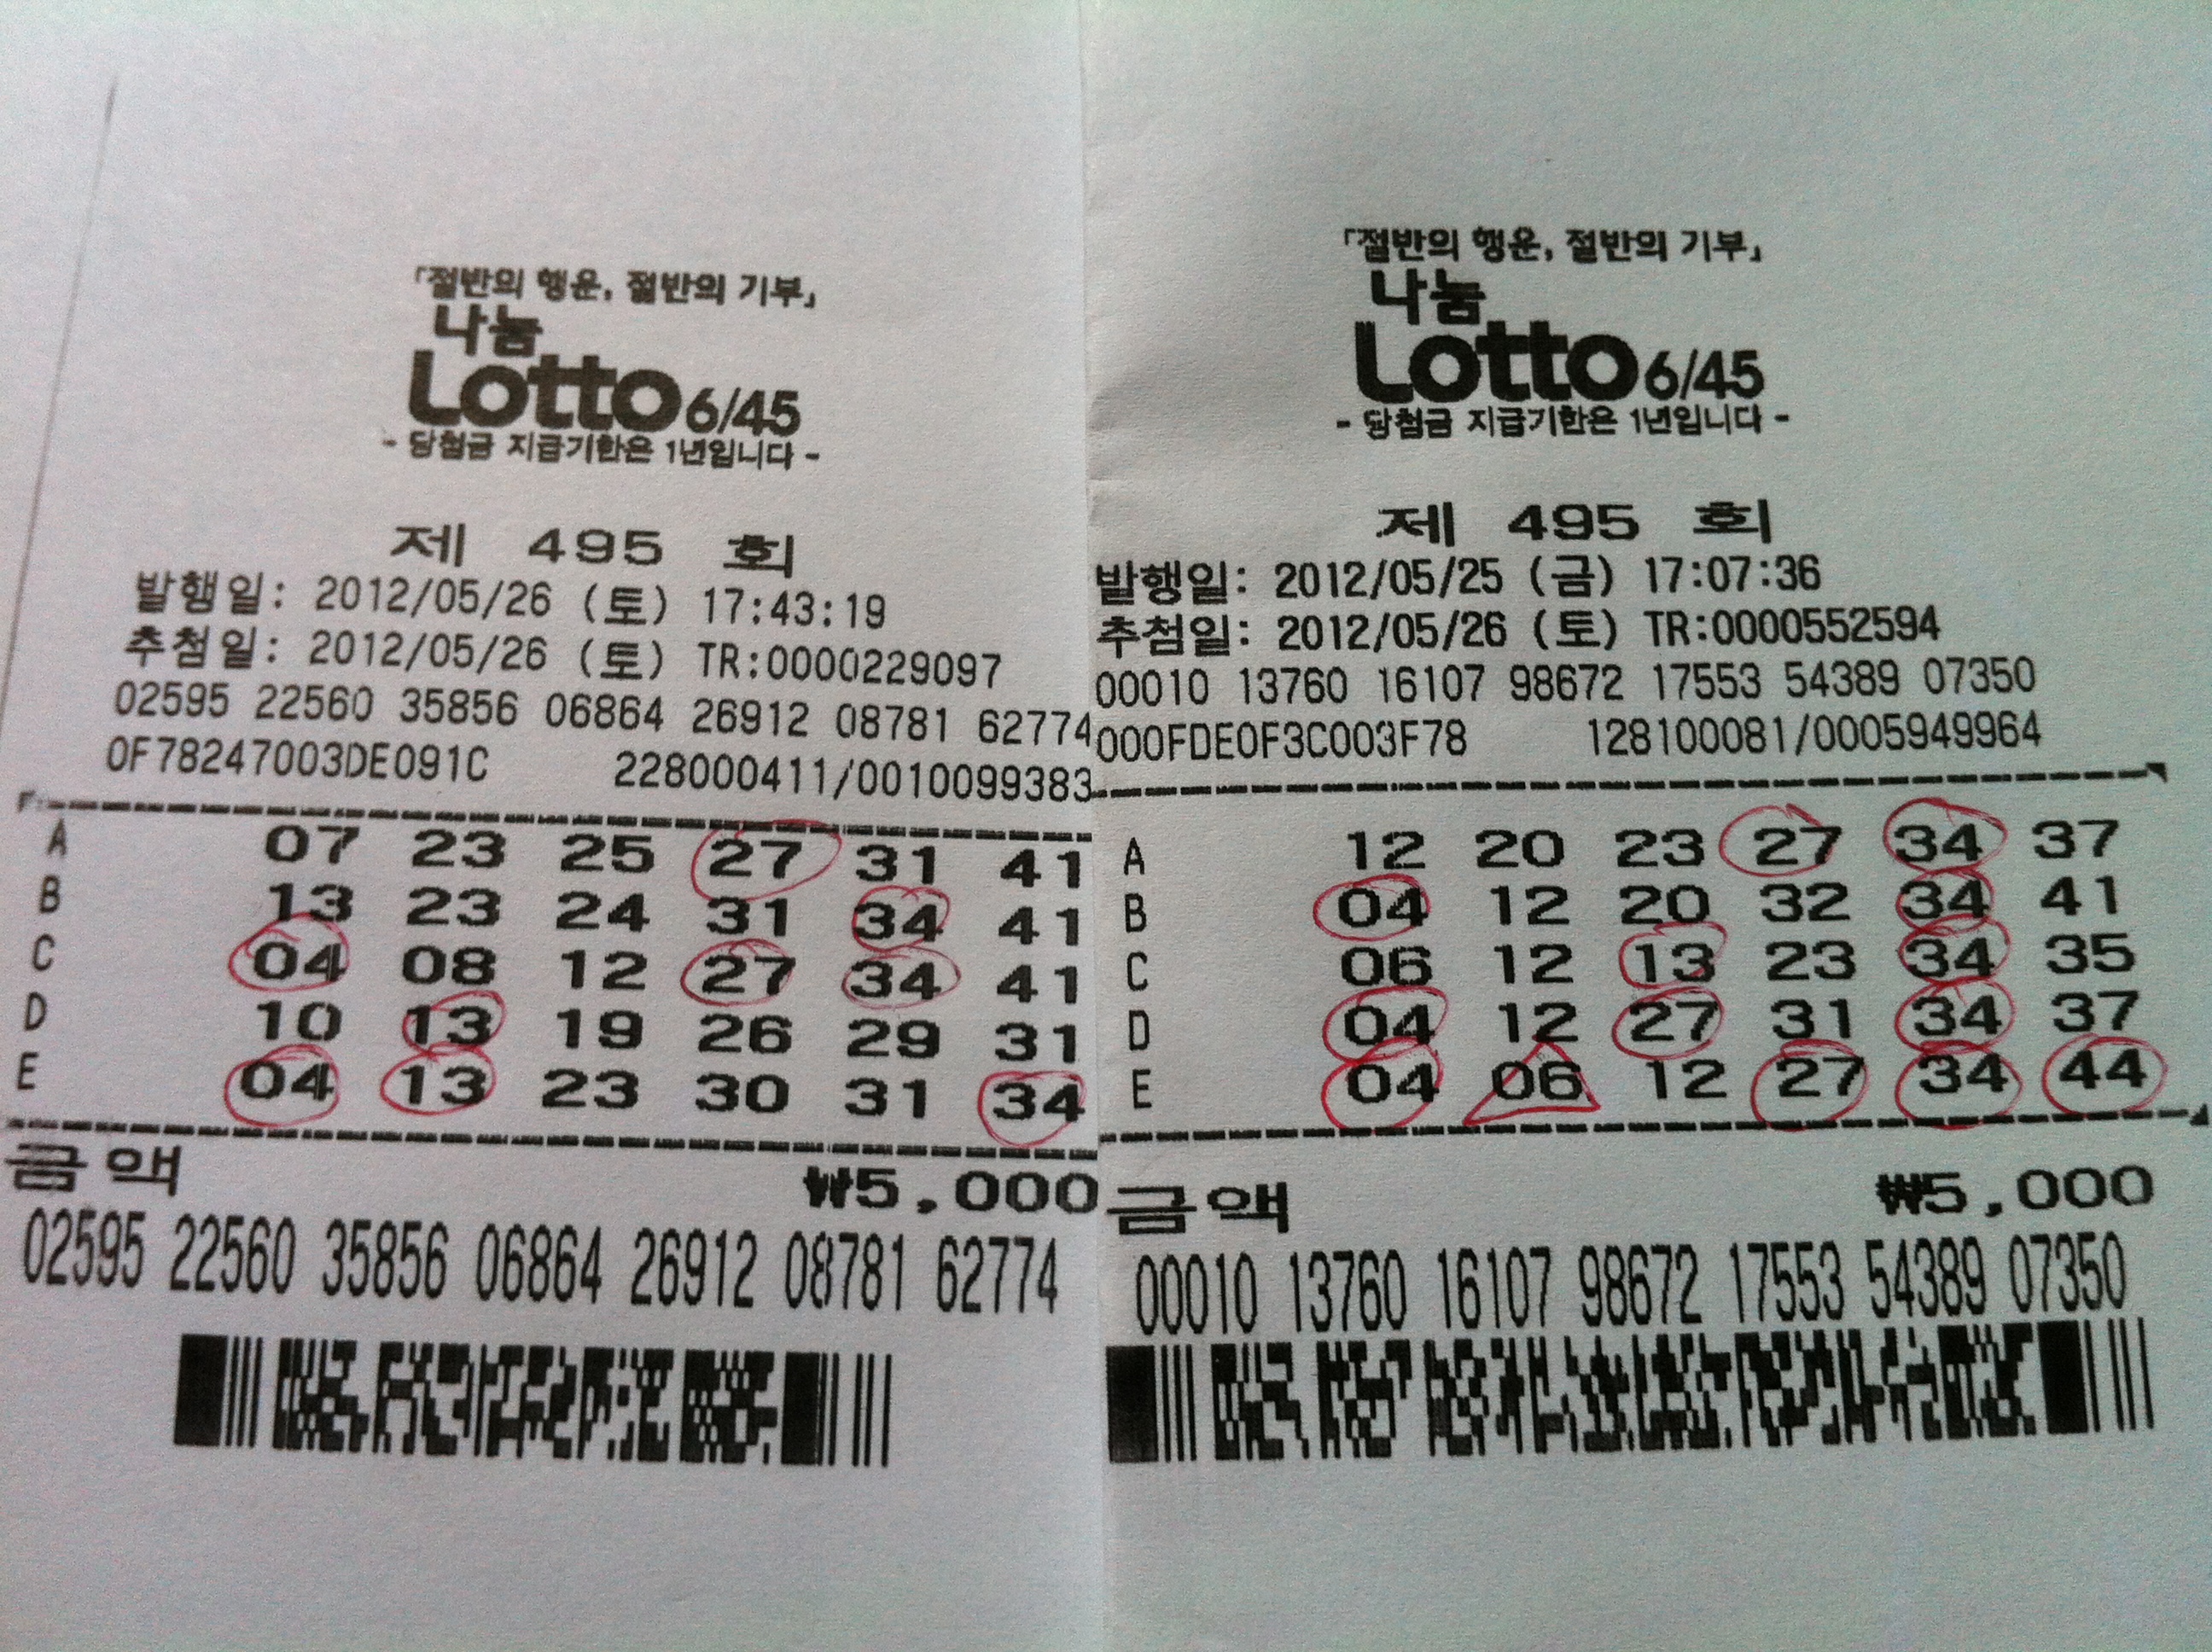 「절반의 행운, 절반의 기부」
나눔
Lotto 6/45
- 당첨금 지급기한은 1년입니다 -
제 495 회
발행일: 2012/05/26 (토) 17:43:19
추첨일: 2012/05/26 (토) TR:0000229097
02595 22560 35856 06864 26912 08781 62774
0F78247003DE091C 228000411/0010099383
A 07 23 25 27 31 41
B 13 23 24 31 34 41
C 04 08 12 27 34 41
D 10 13 19 26 29 31
E 04 13 23 30 31 34
금액 ₩5,000
02595 22560 35856 06864 26912 08781 62774
「절반의 행운, 절반의 기부」
나눔
Lotto 6/45
- 당첨금 지급기한은 1년입니다 -
제 495 회
발행일: 2012/05/25 (금) 17:07:36
추첨일: 2012/05/26 (토) TR:0000552594
00010 13760 16107 98672 17553 54389 07350
000FDE0F3C003F78 128100081/0005949964
A 12 20 23 27 34 37
B 04 12 20 32 34 41
C 06 12 13 23 34 35
D 04 12 27 31 34 37
E 04 06 12 27 34 44
금액 ₩5,000
00010 13760 16107 98672 17553 54389 07350